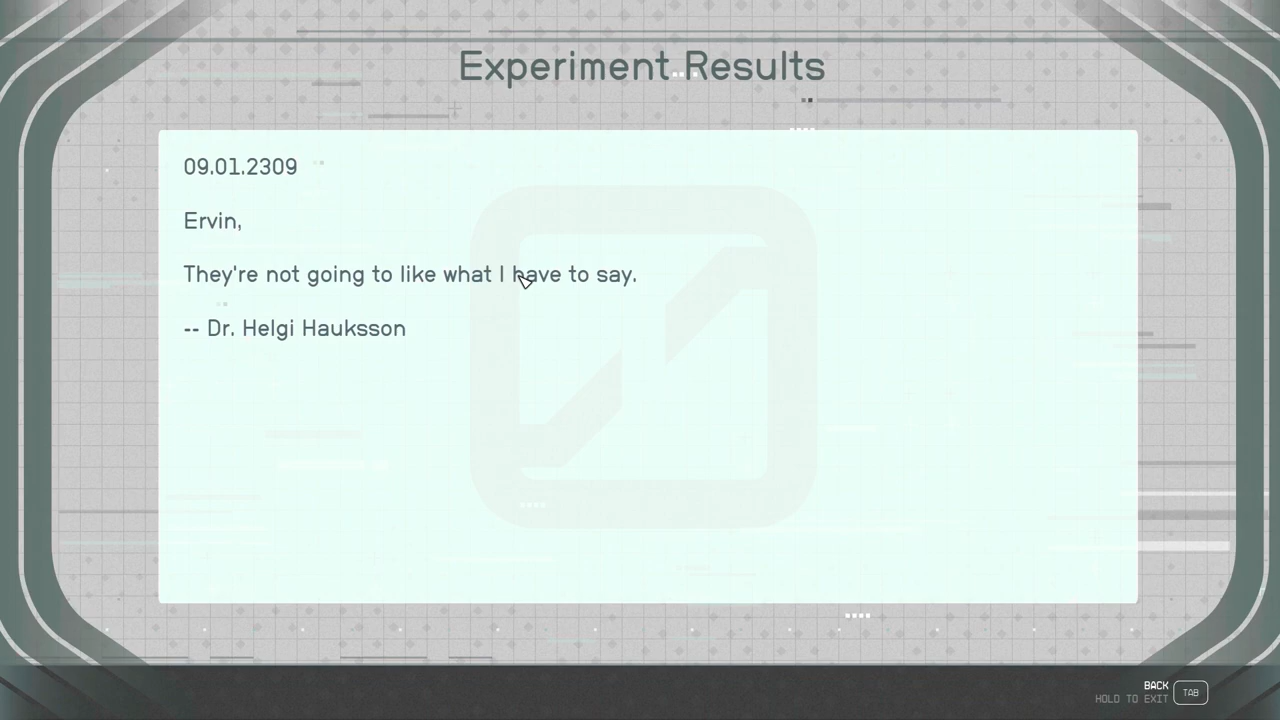 Experiment Results
09.01.2309
Ervin,
They're not going to like what I have to say.
-- Dr. Helgi Hauksson
BACK
HOLD TO EXIT
TAB